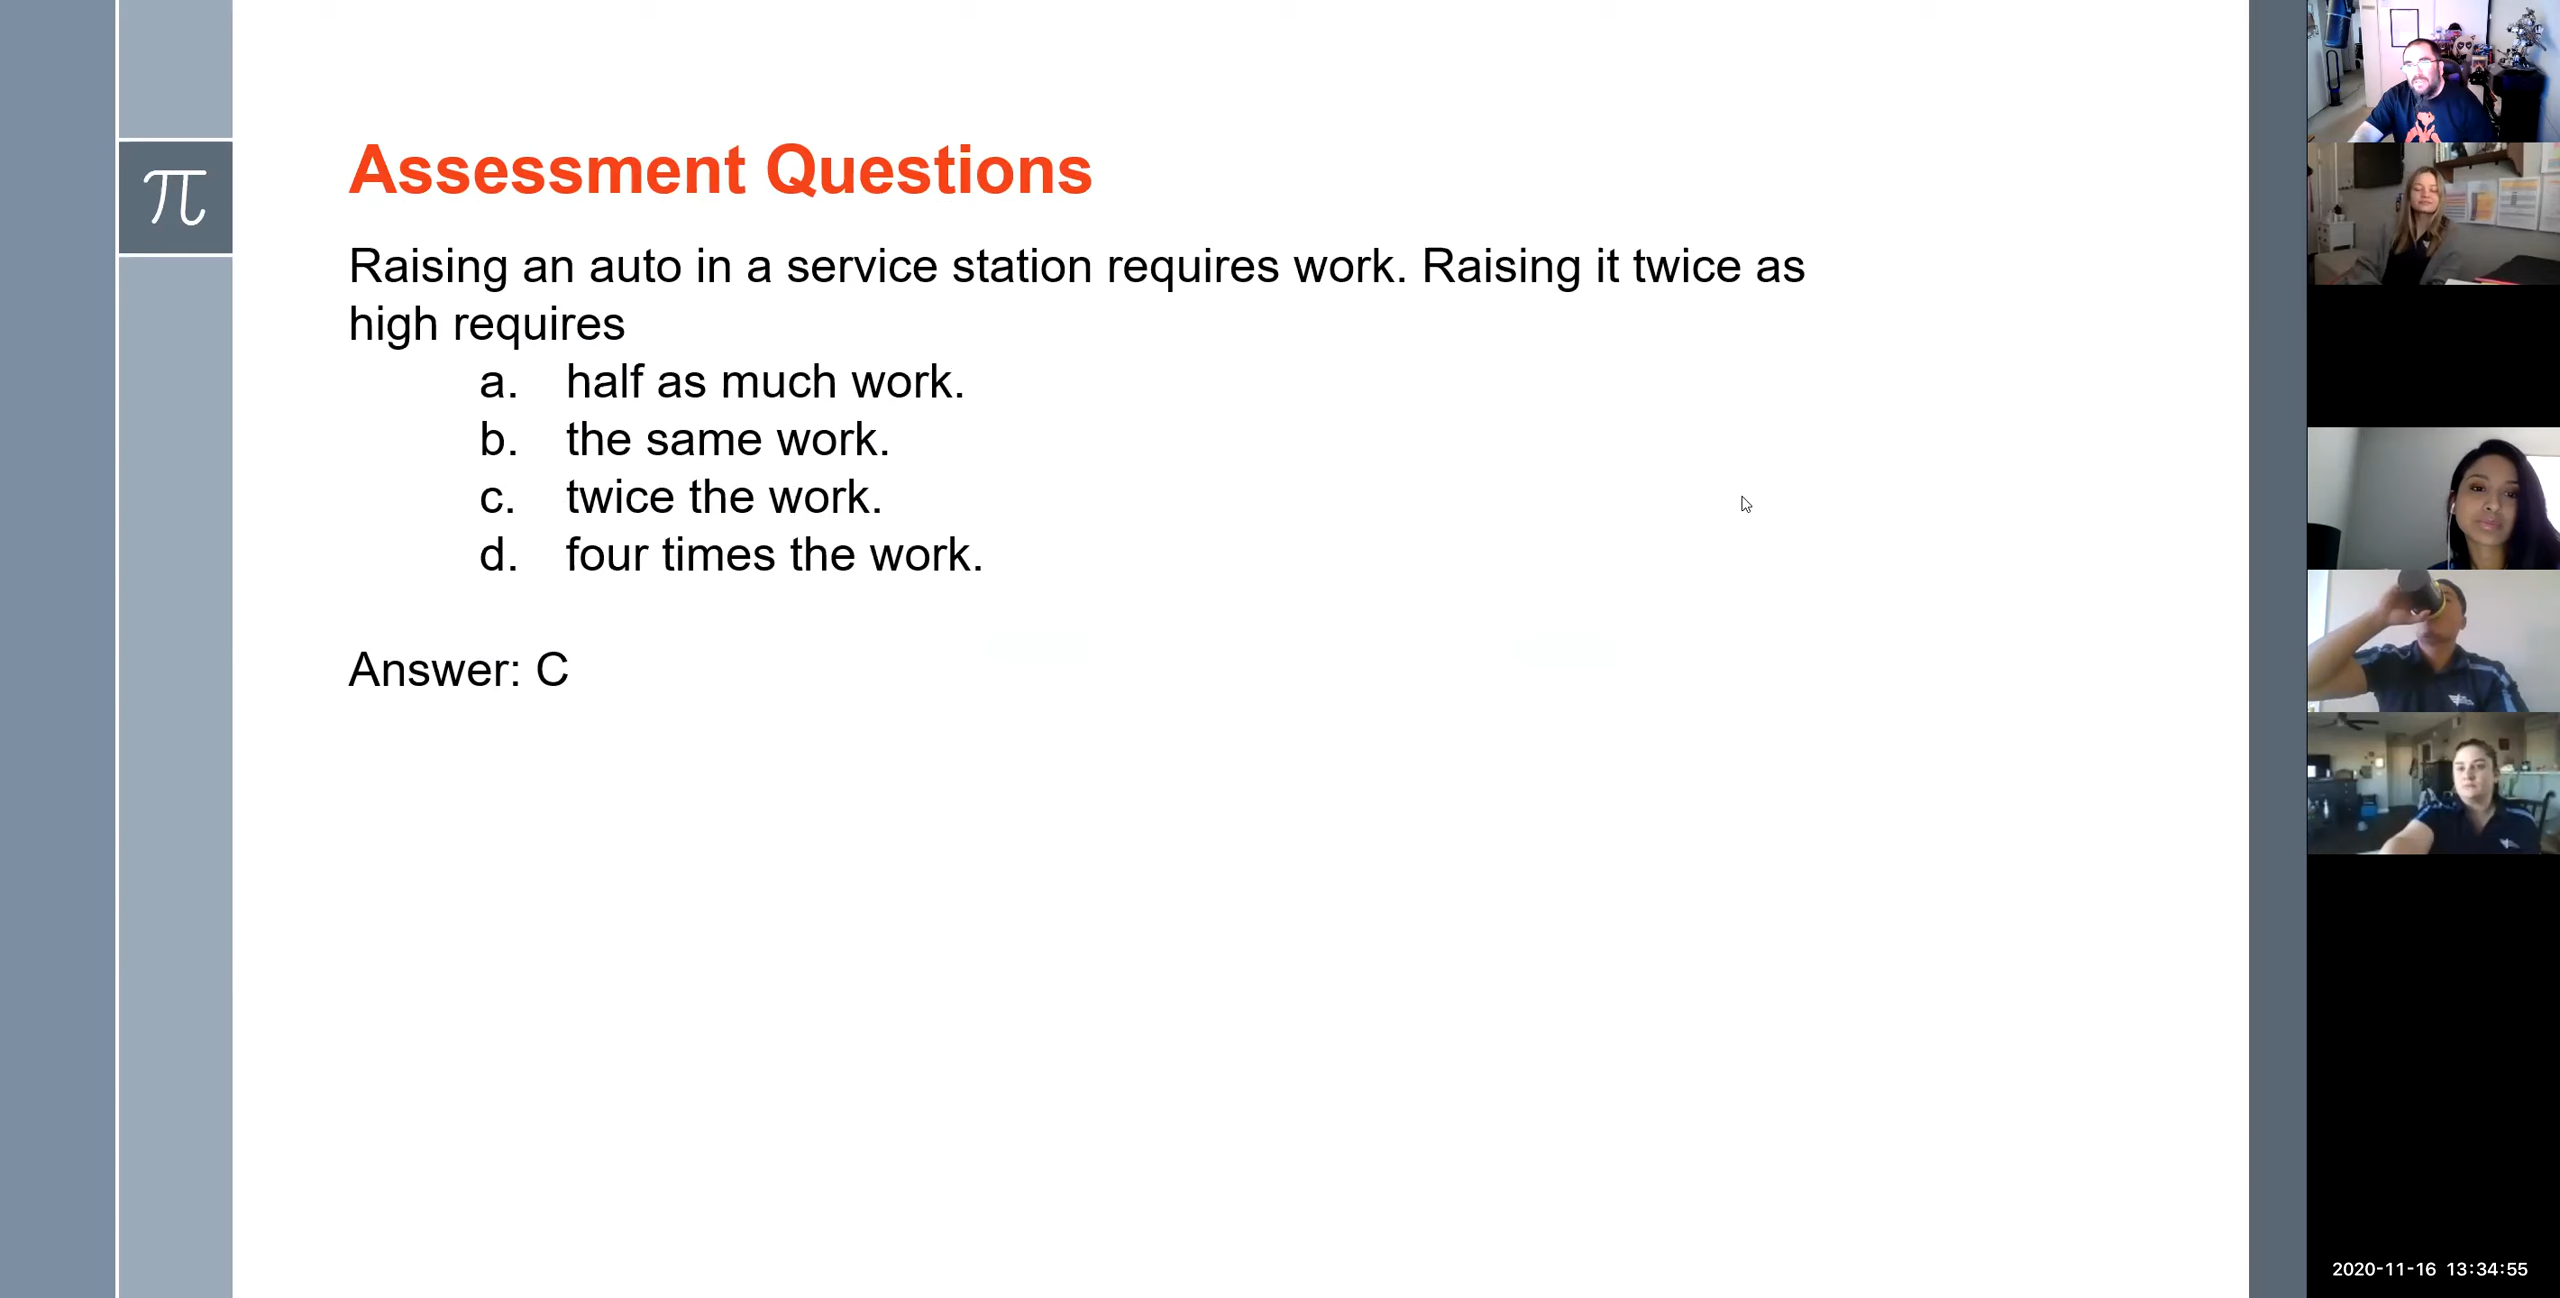 π
Assessment Questions
Raising an auto in a service station requires work. Raising it twice as
high requires
a. half as much work.
b. the same work.
c. twice the work.
d. four times the work.
Answer: C
2020-11-16 13:34:55